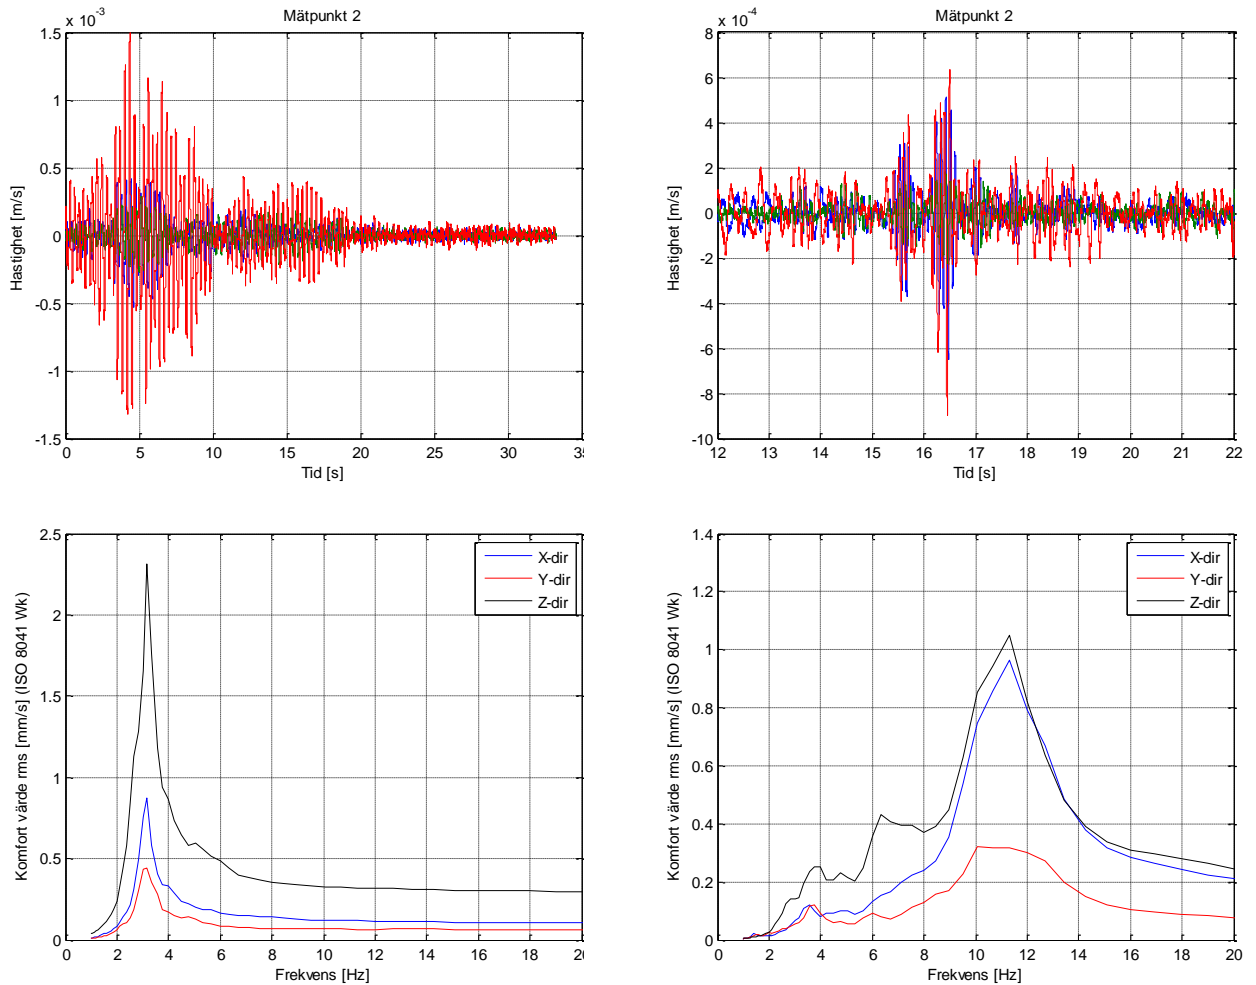 Mätpunkt 2
x 10^-3
1.5
1
0.5
0
-0.5
-1
-1.5
Hastighet [m/s]
0 5 10 15 20 25 30 35
Tid [s]
Mätpunkt 2
x 10^-4
8
6
4
2
0
-2
-4
-6
-8
-10
Hastighet [m/s]
12 13 14 15 16 17 18 19 20 21 22
Tid [s]
2.5
2
1.5
1
0.5
0
Komfort värde rms [mm/s] (ISO 8041 Wk)
X-dir
Y-dir
Z-dir
0 2 4 6 8 10 12 14 16 18 20
Frekvens [Hz]
1.4
1.2
1
0.8
0.6
0.4
0.2
0
Komfort värde rms [mm/s] (ISO 8041 Wk)
X-dir
Y-dir
Z-dir
0 2 4 6 8 10 12 14 16 18 20
Frekvens [Hz]